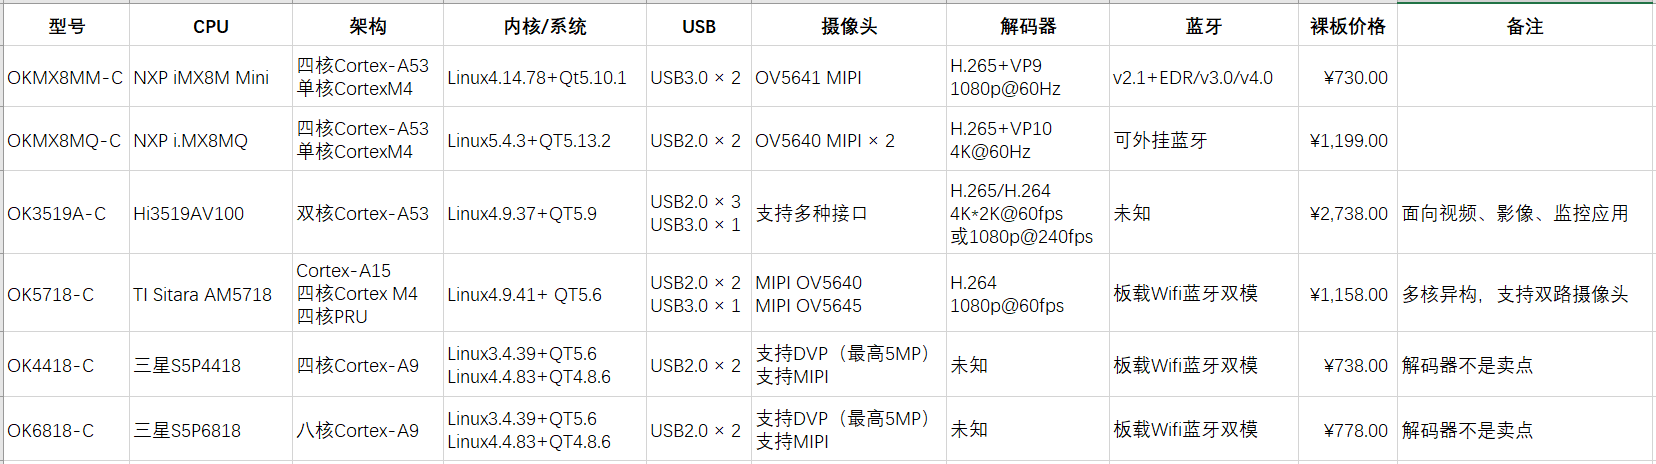 型号 CPU 架构 内核/系统 USB 摄像头 解码器 蓝牙 裸板价格 备注
OKMX8MM-C NXP iMX8M Mini 四核Cortex-A53 Linux4.14.78+Qt5.10.1 USB3.0 × 2 OV5641 MIPI H.265+VP9 v2.1+EDR/v3.0/v4.0 ¥730.00
单核CortexM4 1080p@60Hz
OKMX8MQ-C NXP i.MX8MQ 四核Cortex-A53 Linux5.4.3+QT5.13.2 USB2.0 × 2 OV5640 MIPI × 2 H.265+VP10 可外挂蓝牙 ¥1,199.00
单核CortexM4 4K@60Hz
OK3519A-C Hi3519AV100 双核Cortex-A53 Linux4.9.37+QT5.9 USB2.0 × 3 支持多种接口 H.265/H.264 未知 ¥2,738.00 面向视频、影像、监控应用
USB3.0 × 1 4K*2K@60fps
或1080p@240fps
OK5718-C TI Sitara AM5718 Cortex-A15 Linux4.9.41+ QT5.6 USB2.0 × 2 MIPI OV5640 H.264 板载Wifi蓝牙双模 ¥1,158.00 多核异构，支持双路摄像头
四核Cortex M4 USB3.0 × 1 MIPI OV5645 1080p@60fps
四核PRU
OK4418-C 三星S5P4418 四核Cortex-A9 Linux3.4.39+QT5.6 USB2.0 × 2 支持DVP（最高5MP） 未知 板载Wifi蓝牙双模 ¥738.00 解码器不是卖点
Linux4.4.83+QT4.8.6 支持MIPI
OK6818-C 三星S5P6818 八核Cortex-A9 Linux3.4.39+QT5.6 USB2.0 × 2 支持DVP（最高5MP） 未知 板载Wifi蓝牙双模 ¥778.00 解码器不是卖点
Linux4.4.83+QT4.8.6 支持MIPI